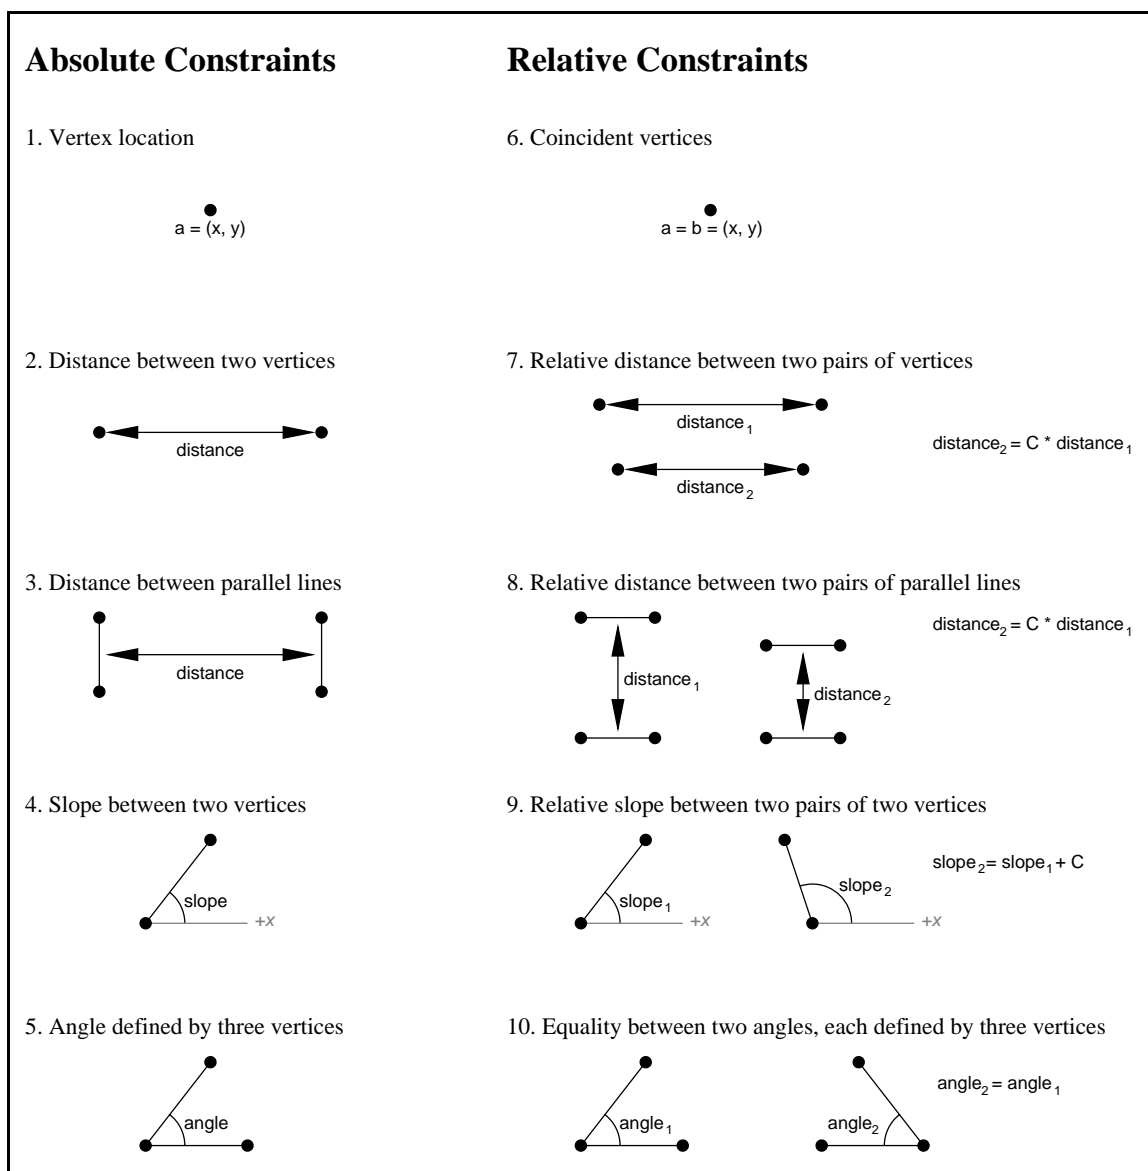 Absolute Constraints
Relative Constraints
1. Vertex location
6. Coincident vertices
a = (x, y)
a = b = (x, y)
2. Distance between two vertices
7. Relative distance between two pairs of vertices
distance
distance1
distance2 = C * distance1
distance2
3. Distance between parallel lines
8. Relative distance between two pairs of parallel lines
distance
distance1
distance2
distance2 = C * distance1
4. Slope between two vertices
9. Relative slope between two pairs of two vertices
slope
+x
slope1
+x
slope2
+x
slope2 = slope1 + C
5. Angle defined by three vertices
10. Equality between two angles, each defined by three vertices
angle
angle1
angle2
angle2 = angle1